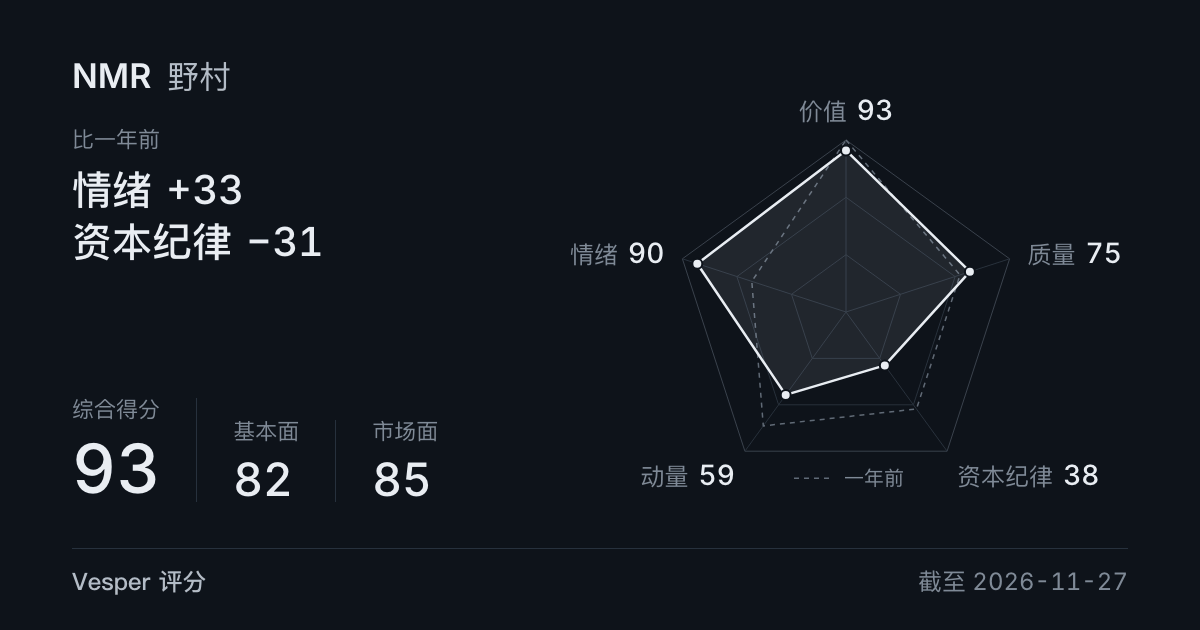 NMR 野村
比一年前
情绪 +33
资本纪律 −31
综合得分
93
基本面
82
市场面
85
价值 93
情绪 90
质量 75
动量 59
一年前
资本纪律 38
Vesper 评分
截至 2026-11-27